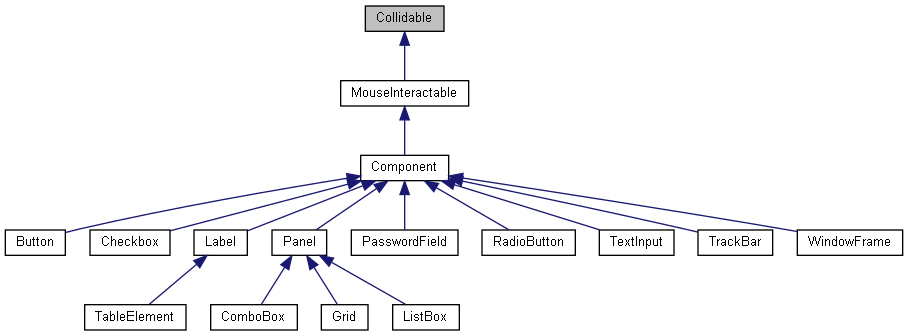 Collidable
MouseInteractable
Component
Button
Checkbox
Label
Panel
PasswordField
RadioButton
TextInput
TrackBar
WindowFrame
TableElement
ComboBox
Grid
ListBox